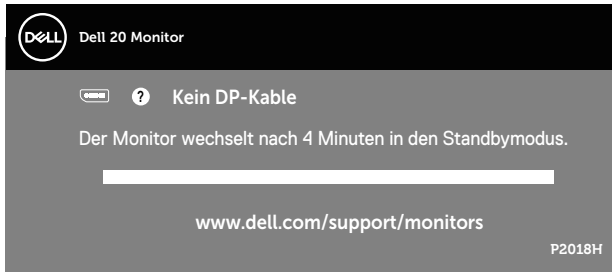 DELL
Dell 20 Monitor
? Kein DP-Kable
Der Monitor wechselt nach 4 Minuten in den Standbymodus.
www.dell.com/support/monitors
P2018H